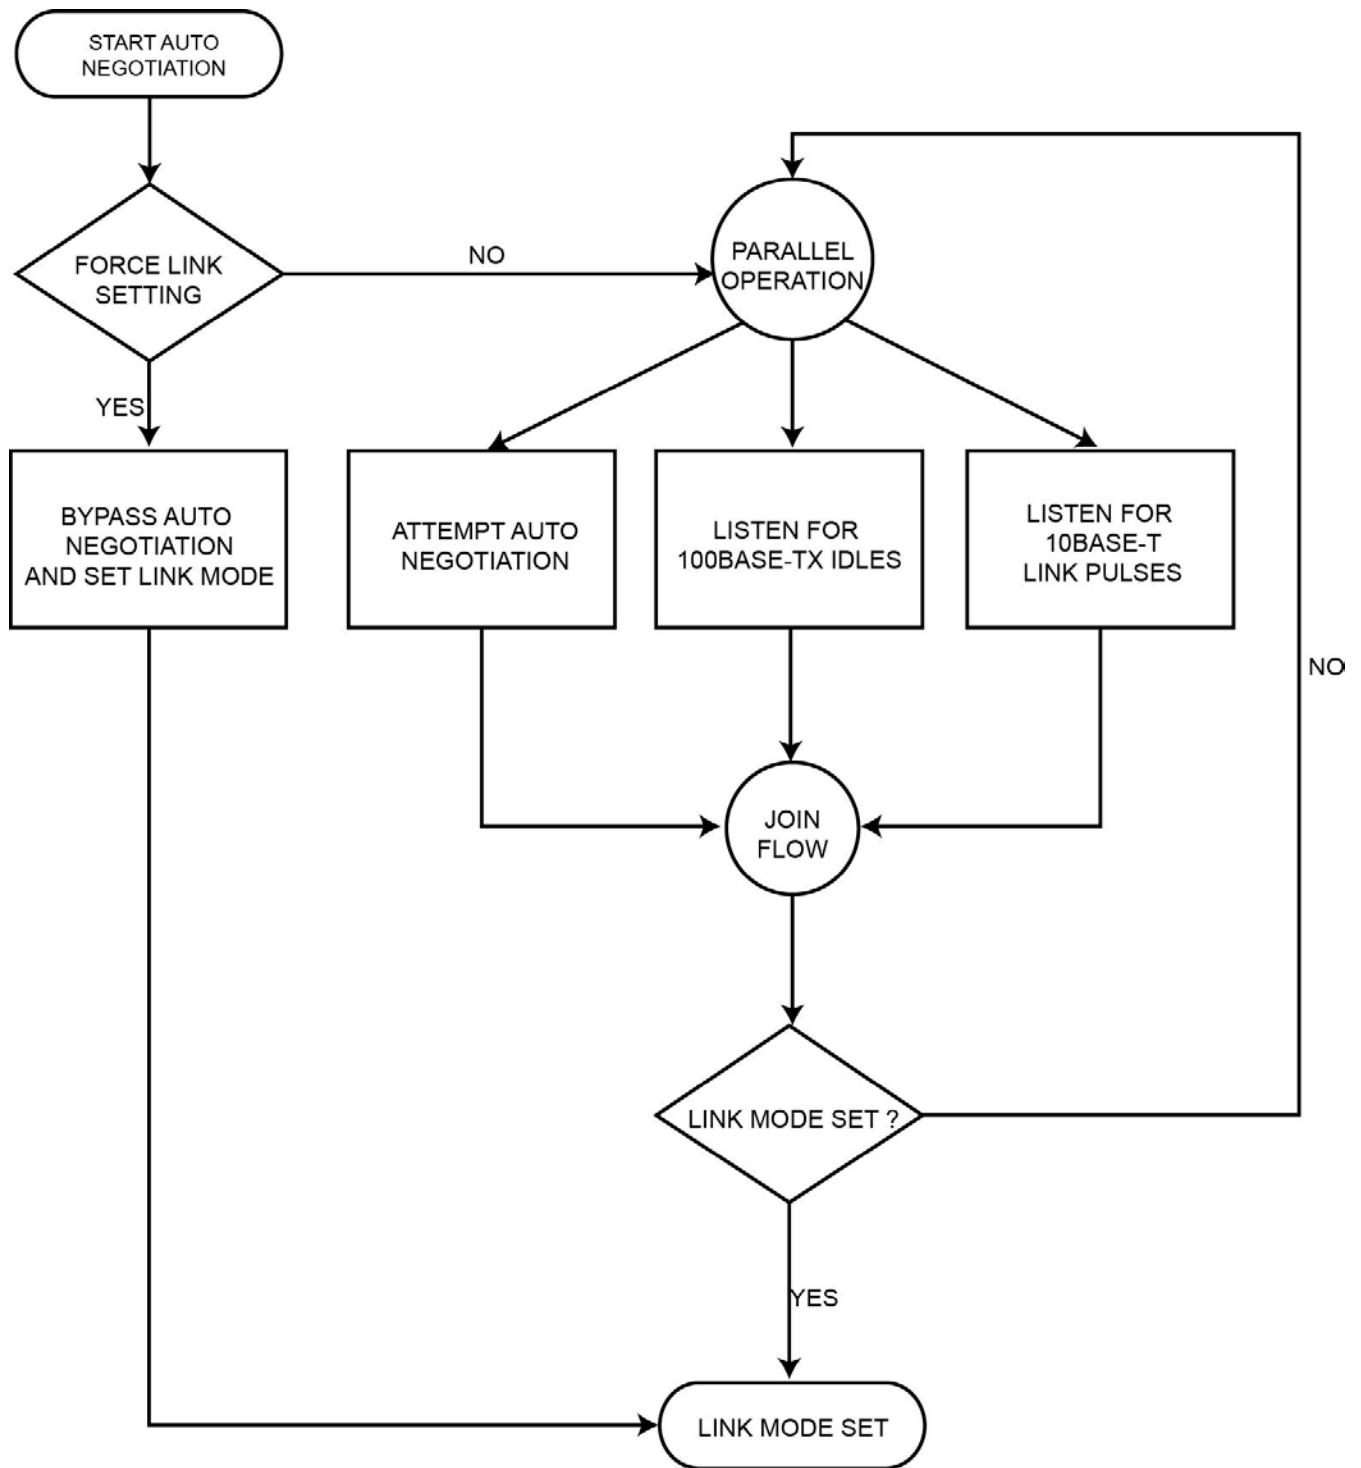 START AUTO
NEGOTIATION
FORCE LINK
SETTING
NO
PARALLEL
OPERATION
YES
BYPASS AUTO
NEGOTIATION
AND SET LINK MODE
ATTEMPT AUTO
NEGOTIATION
LISTEN FOR
100BASE-TX IDLES
LISTEN FOR
10BASE-T
LINK PULSES
NO
JOIN
FLOW
LINK MODE SET ?
YES
LINK MODE SET